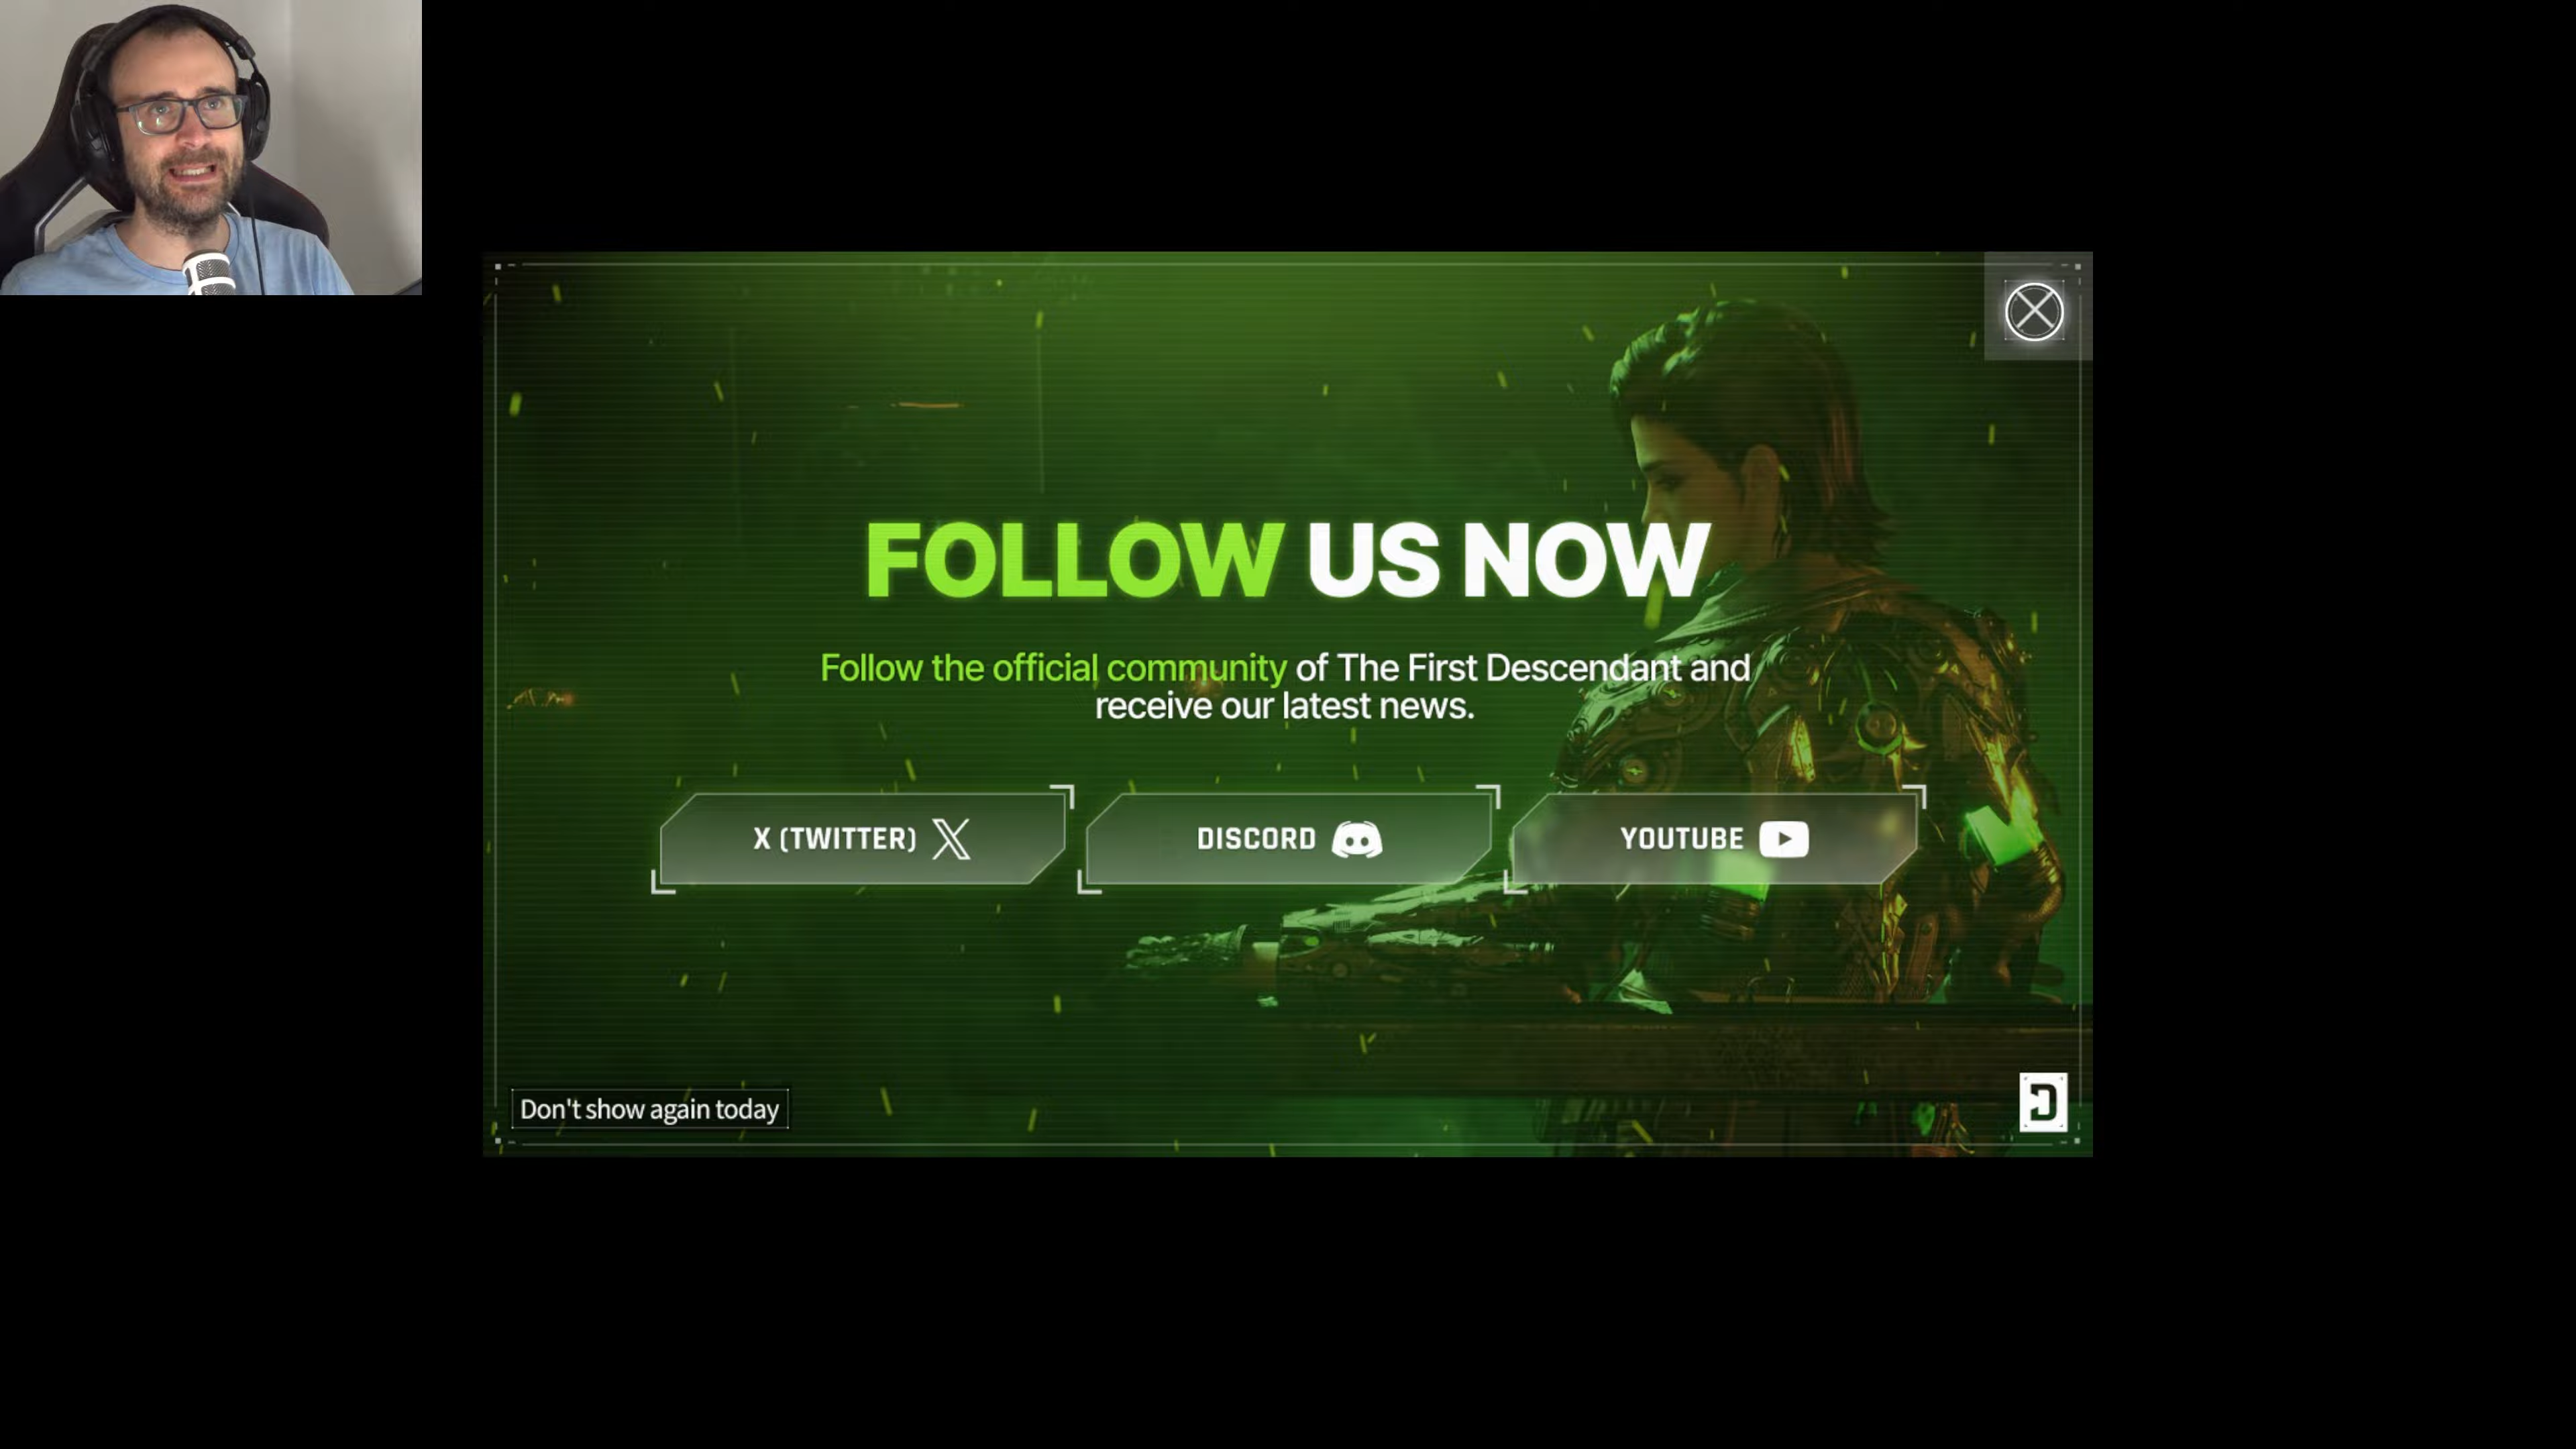 FOLLOW US NOW
Follow the official community of The First Descendant and
receive our latest news.
X (TWITTER)
DISCORD
YOUTUBE
Don't show again today